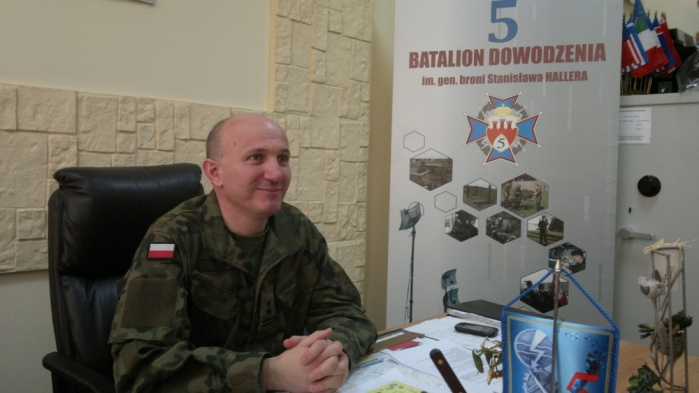 5
BATALION DOWODZENIA
im. gen. broni Stanisława HALLERA
5